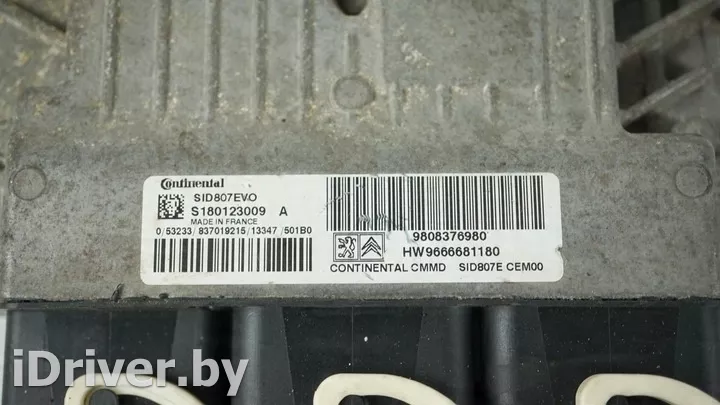 Continental
SID807EVO
S180123009 A
MADE IN FRANCE
0/53233/837019215/13347/501B0
9808376980
HW9666681180
CONTINENTAL CMMD SID807E CEM00
iDriver.by